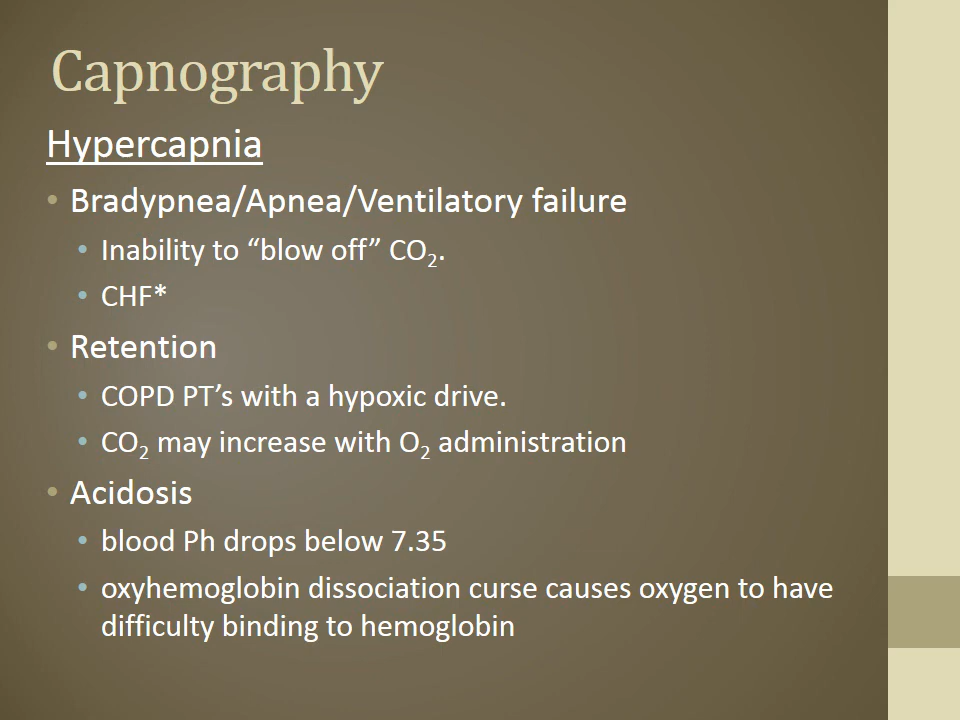 Capnography
Hypercapnia
• Bradypnea/Apnea/Ventilatory failure
• Inability to “blow off” CO₂.
• CHF*
• Retention
• COPD PT’s with a hypoxic drive.
• CO₂ may increase with O₂ administration
• Acidosis
• blood Ph drops below 7.35
• oxyhemoglobin dissociation curse causes oxygen to have
difficulty binding to hemoglobin